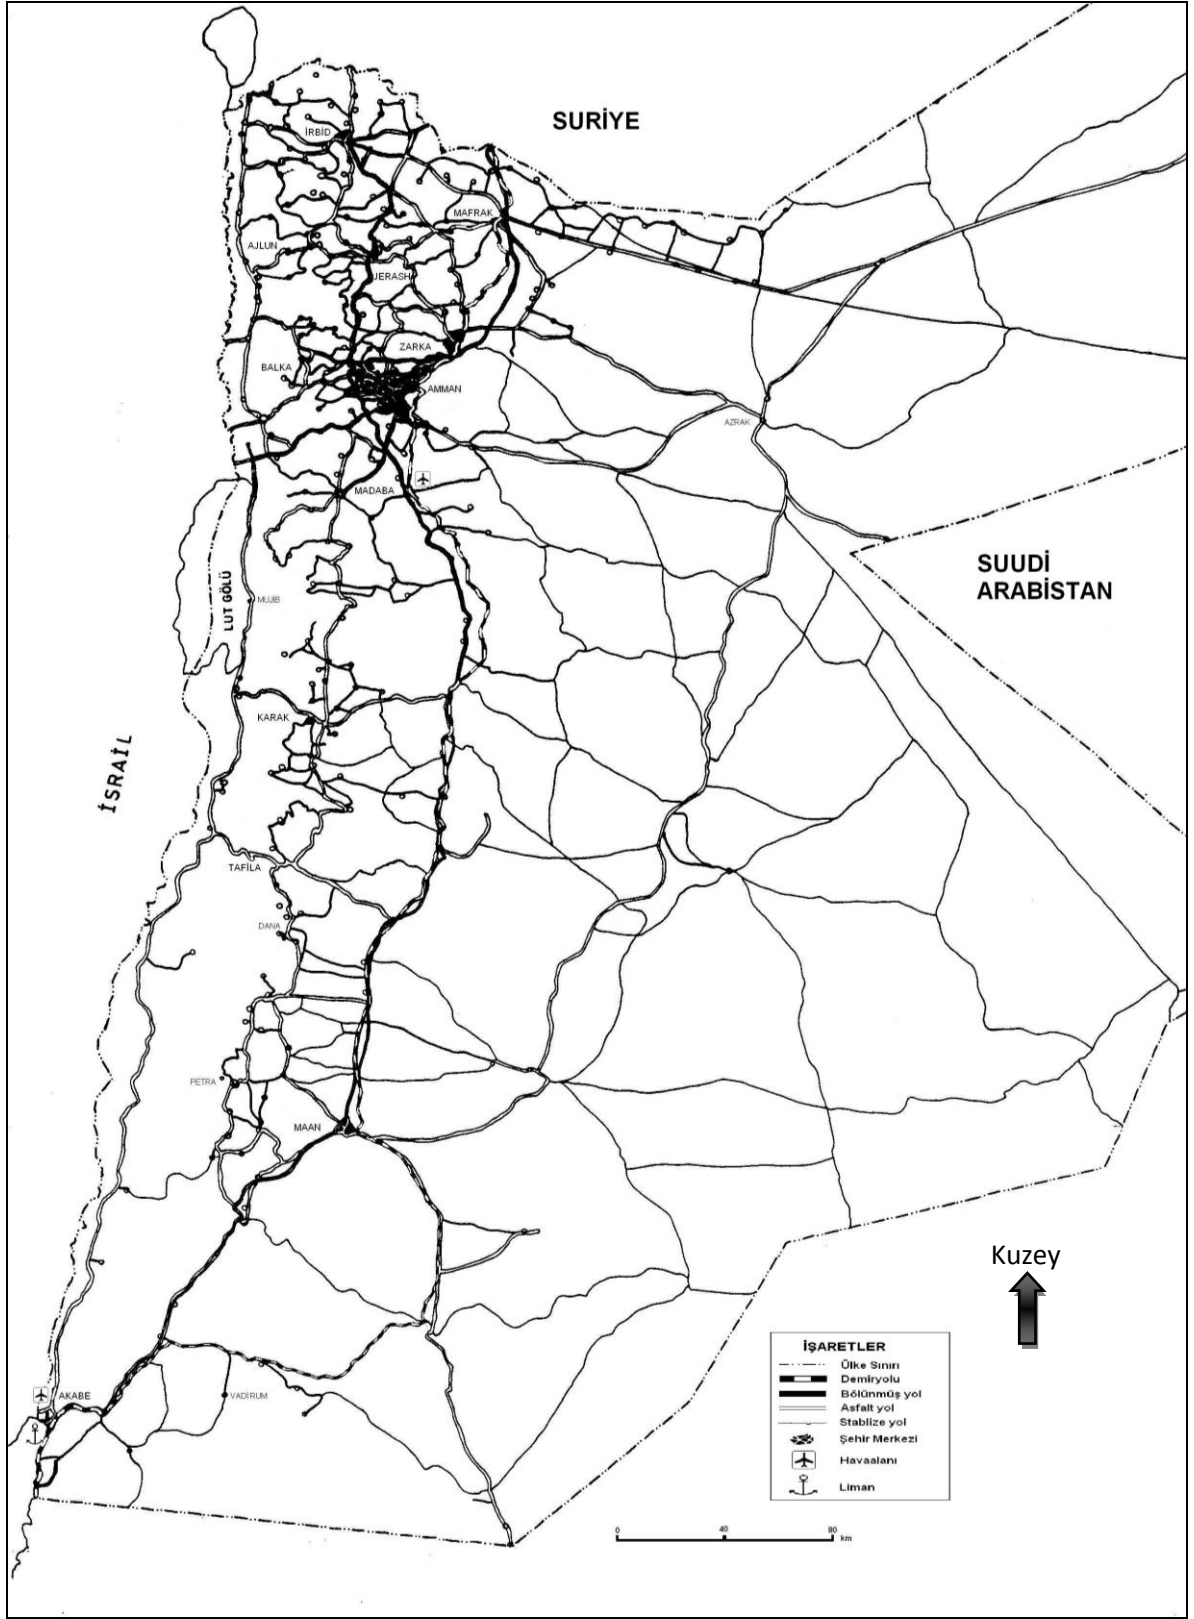 SURİYE
İRBİD
MAFRAK
AJLUN
JERASH
ZARKA
BALKA
AMMAN
AZRAK
MADABA
SUUDİ
ARABİSTAN
LUT GÖLÜ
MUJIB
KARAK
İSRAİL
TAFİLA
DANA
PETRA
MAAN
Kuzey
AKABE
VADİRUM
İŞARETLER
Ülke Sınırı
Demiryolu
Bölünmüş yol
Asfalt yol
Stablize yol
Şehir Merkezi
Havaalanı
Liman
0 40 80
km